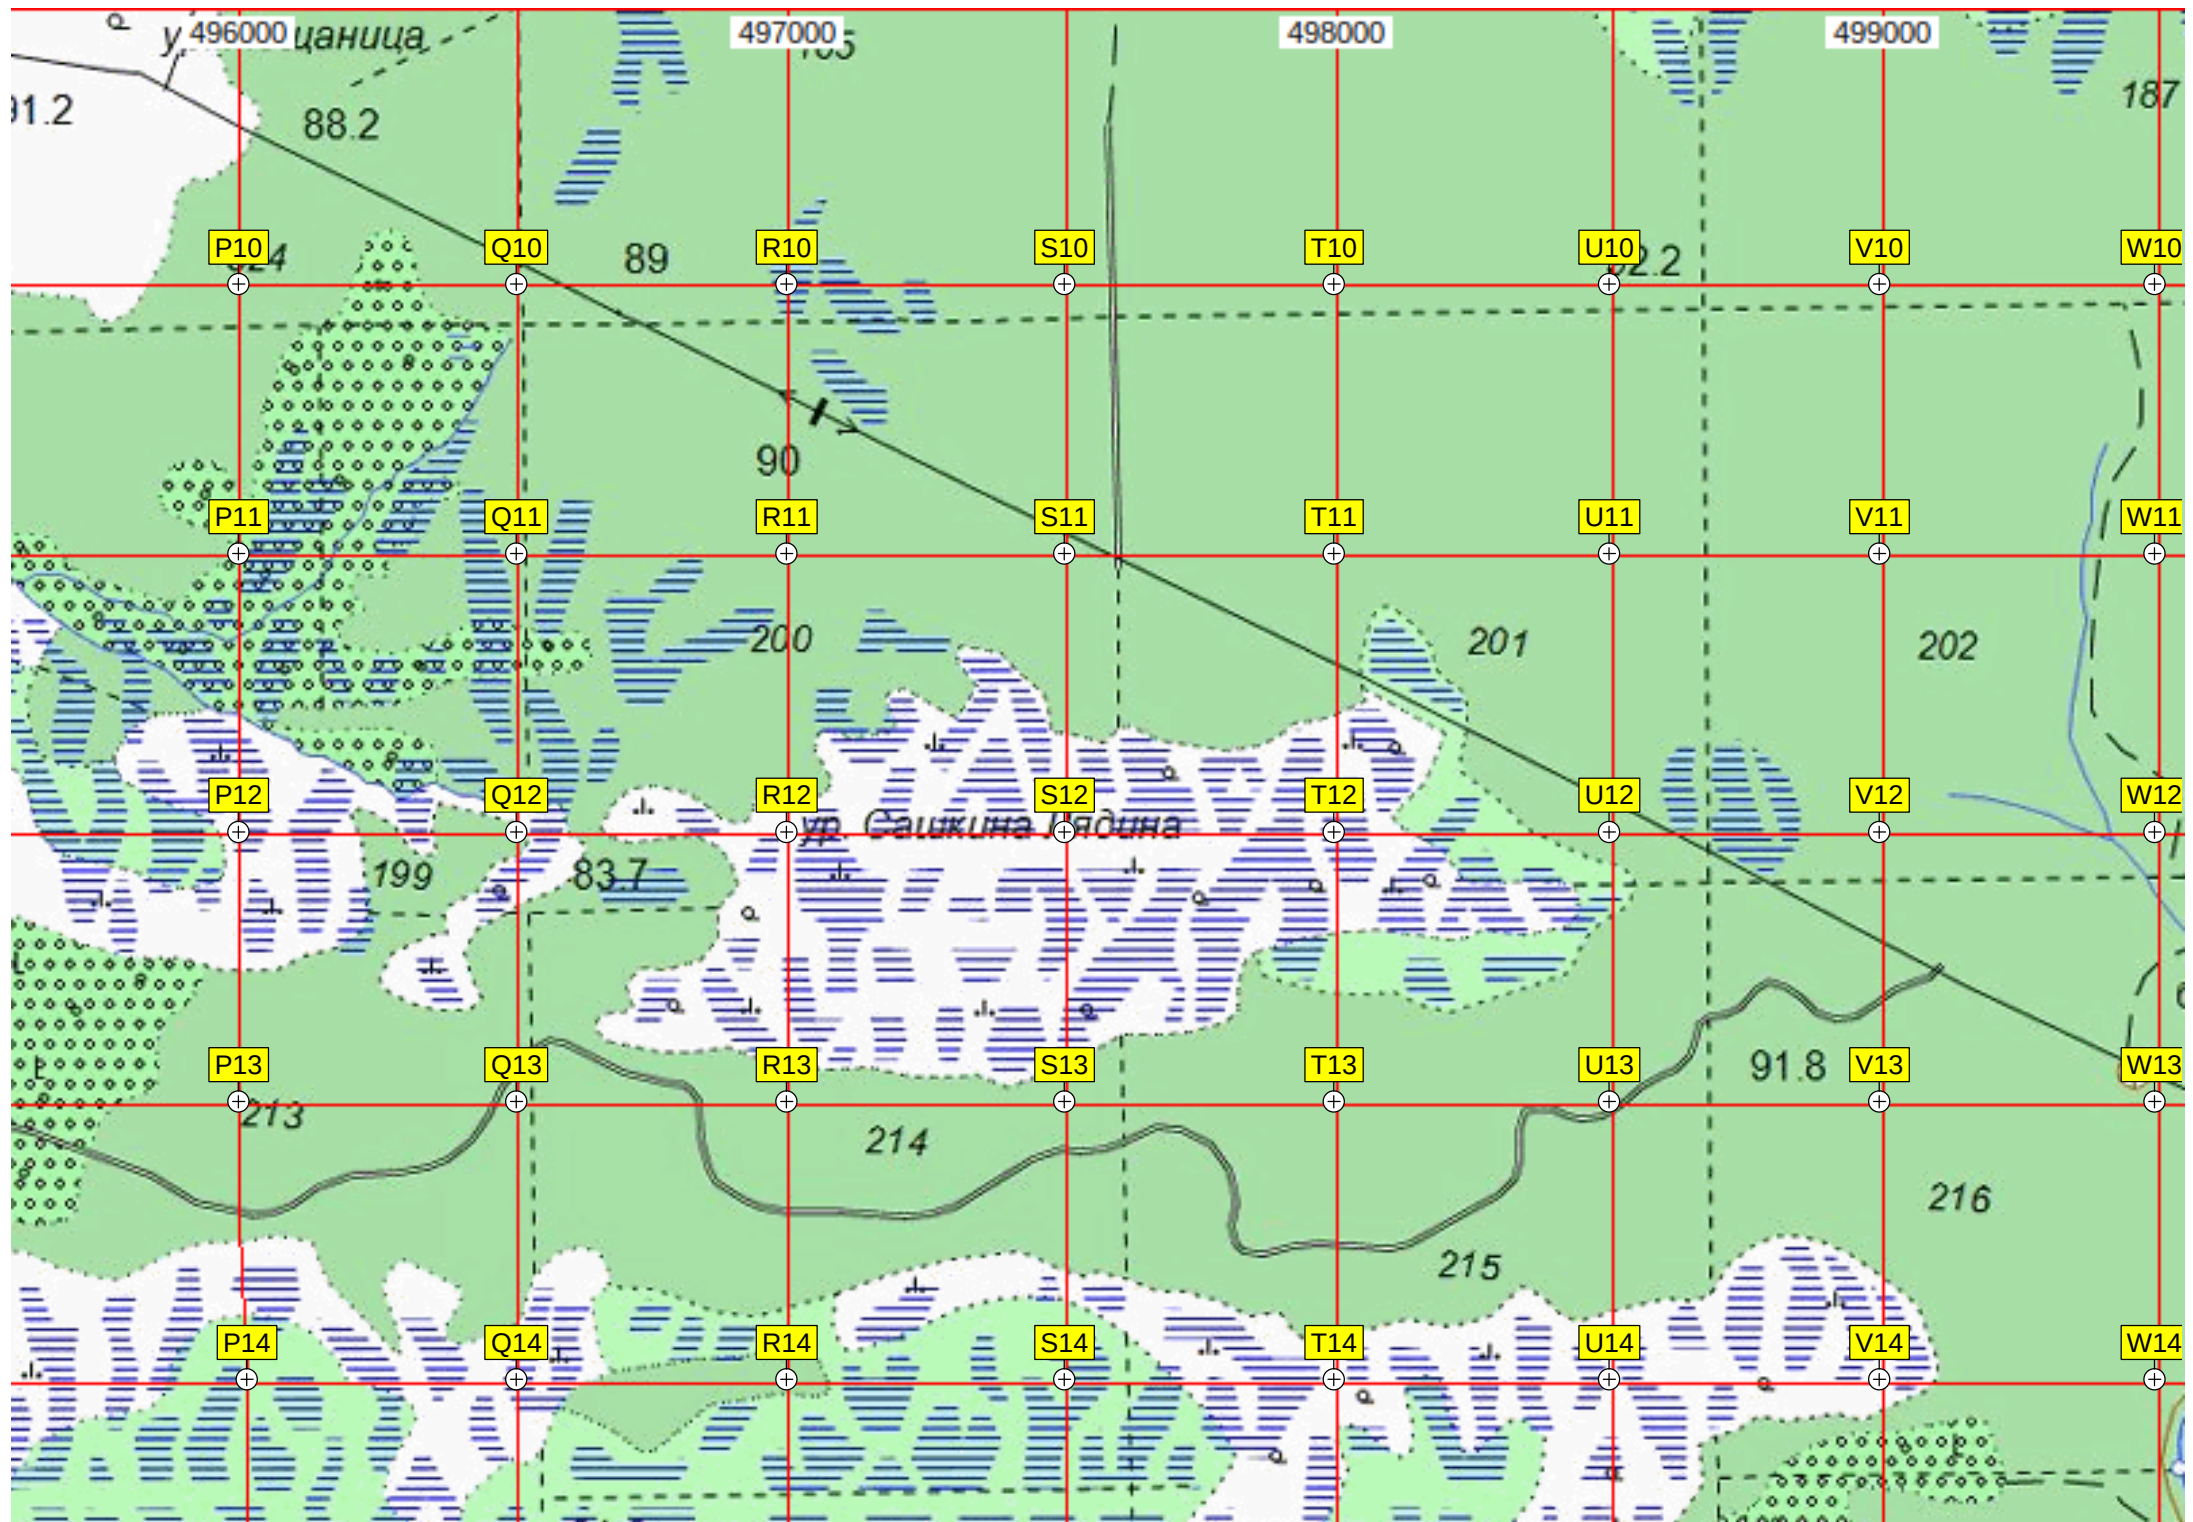 496000 497000 498000 499000
цаница
187
91.2
88.2
P10 Q10 89 R10 S10 T10 U10 V10 W10
90
P11 Q11 R11 S11 T11 U11 V11 W11
200 201 202
P12 Q12 R12 S12 T12 U12 V12 W12
ур. Сашкина Лядина
199 83.7
P13 Q13 R13 S13 T13 U13 91.8 V13 W13
213 214
216
215
P14 Q14 R14 S14 T14 U14 V14 W14